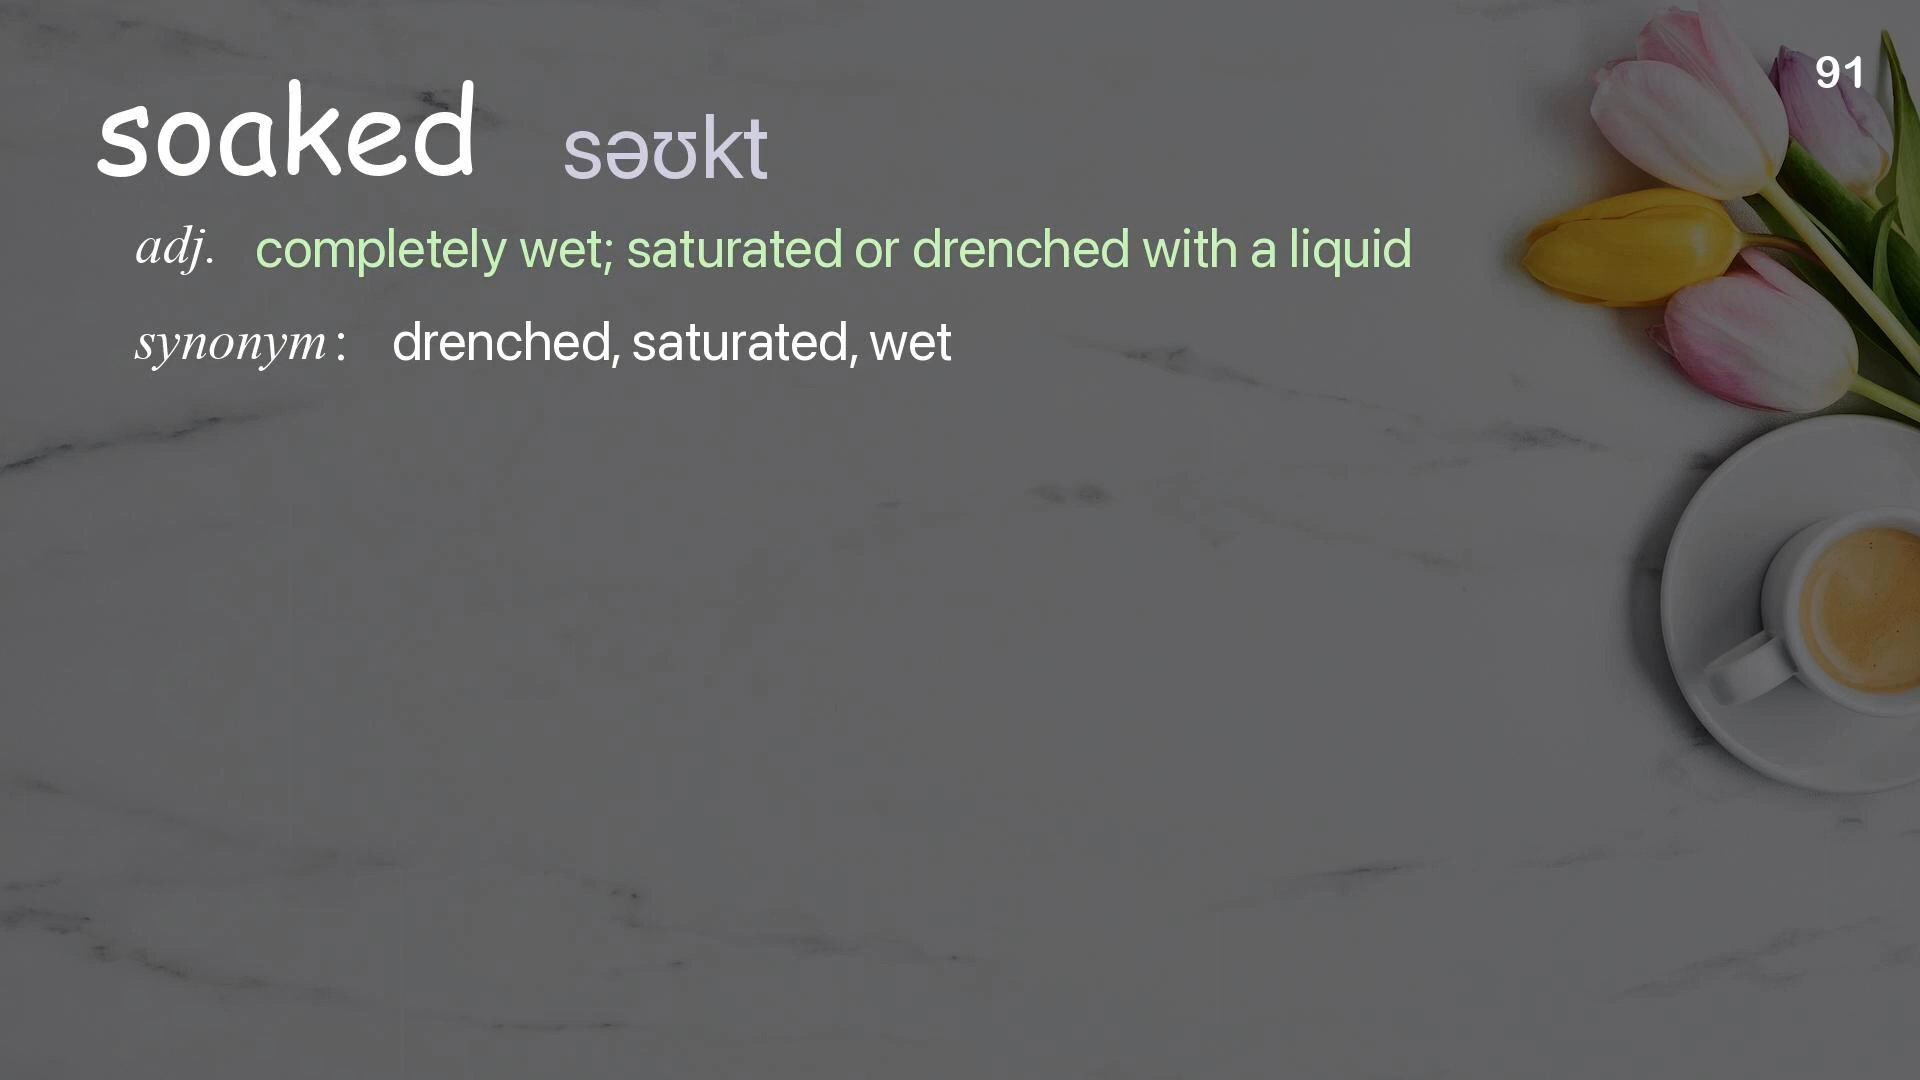 91
soaked səʊkt
adj. completely wet; saturated or drenched with a liquid
synonym: drenched, saturated, wet